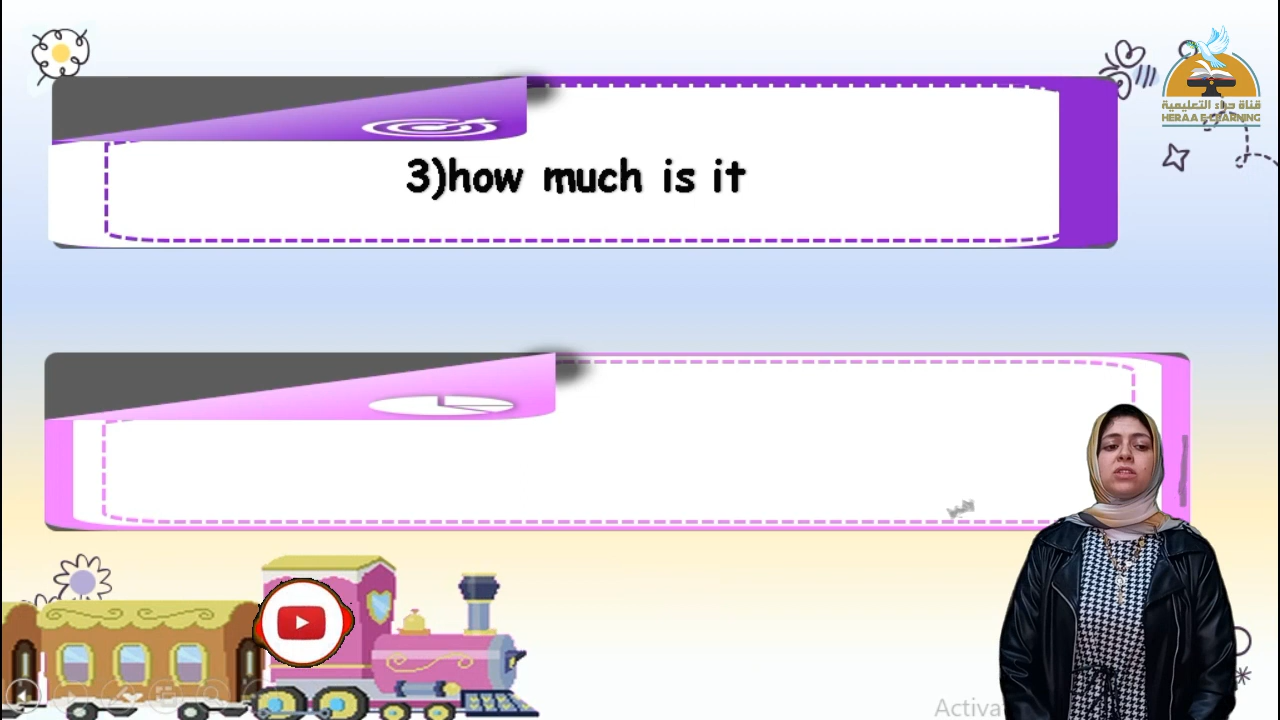 قناة حراء التعليمية
HERAA E-LEARNING
3)how much is it
Activa